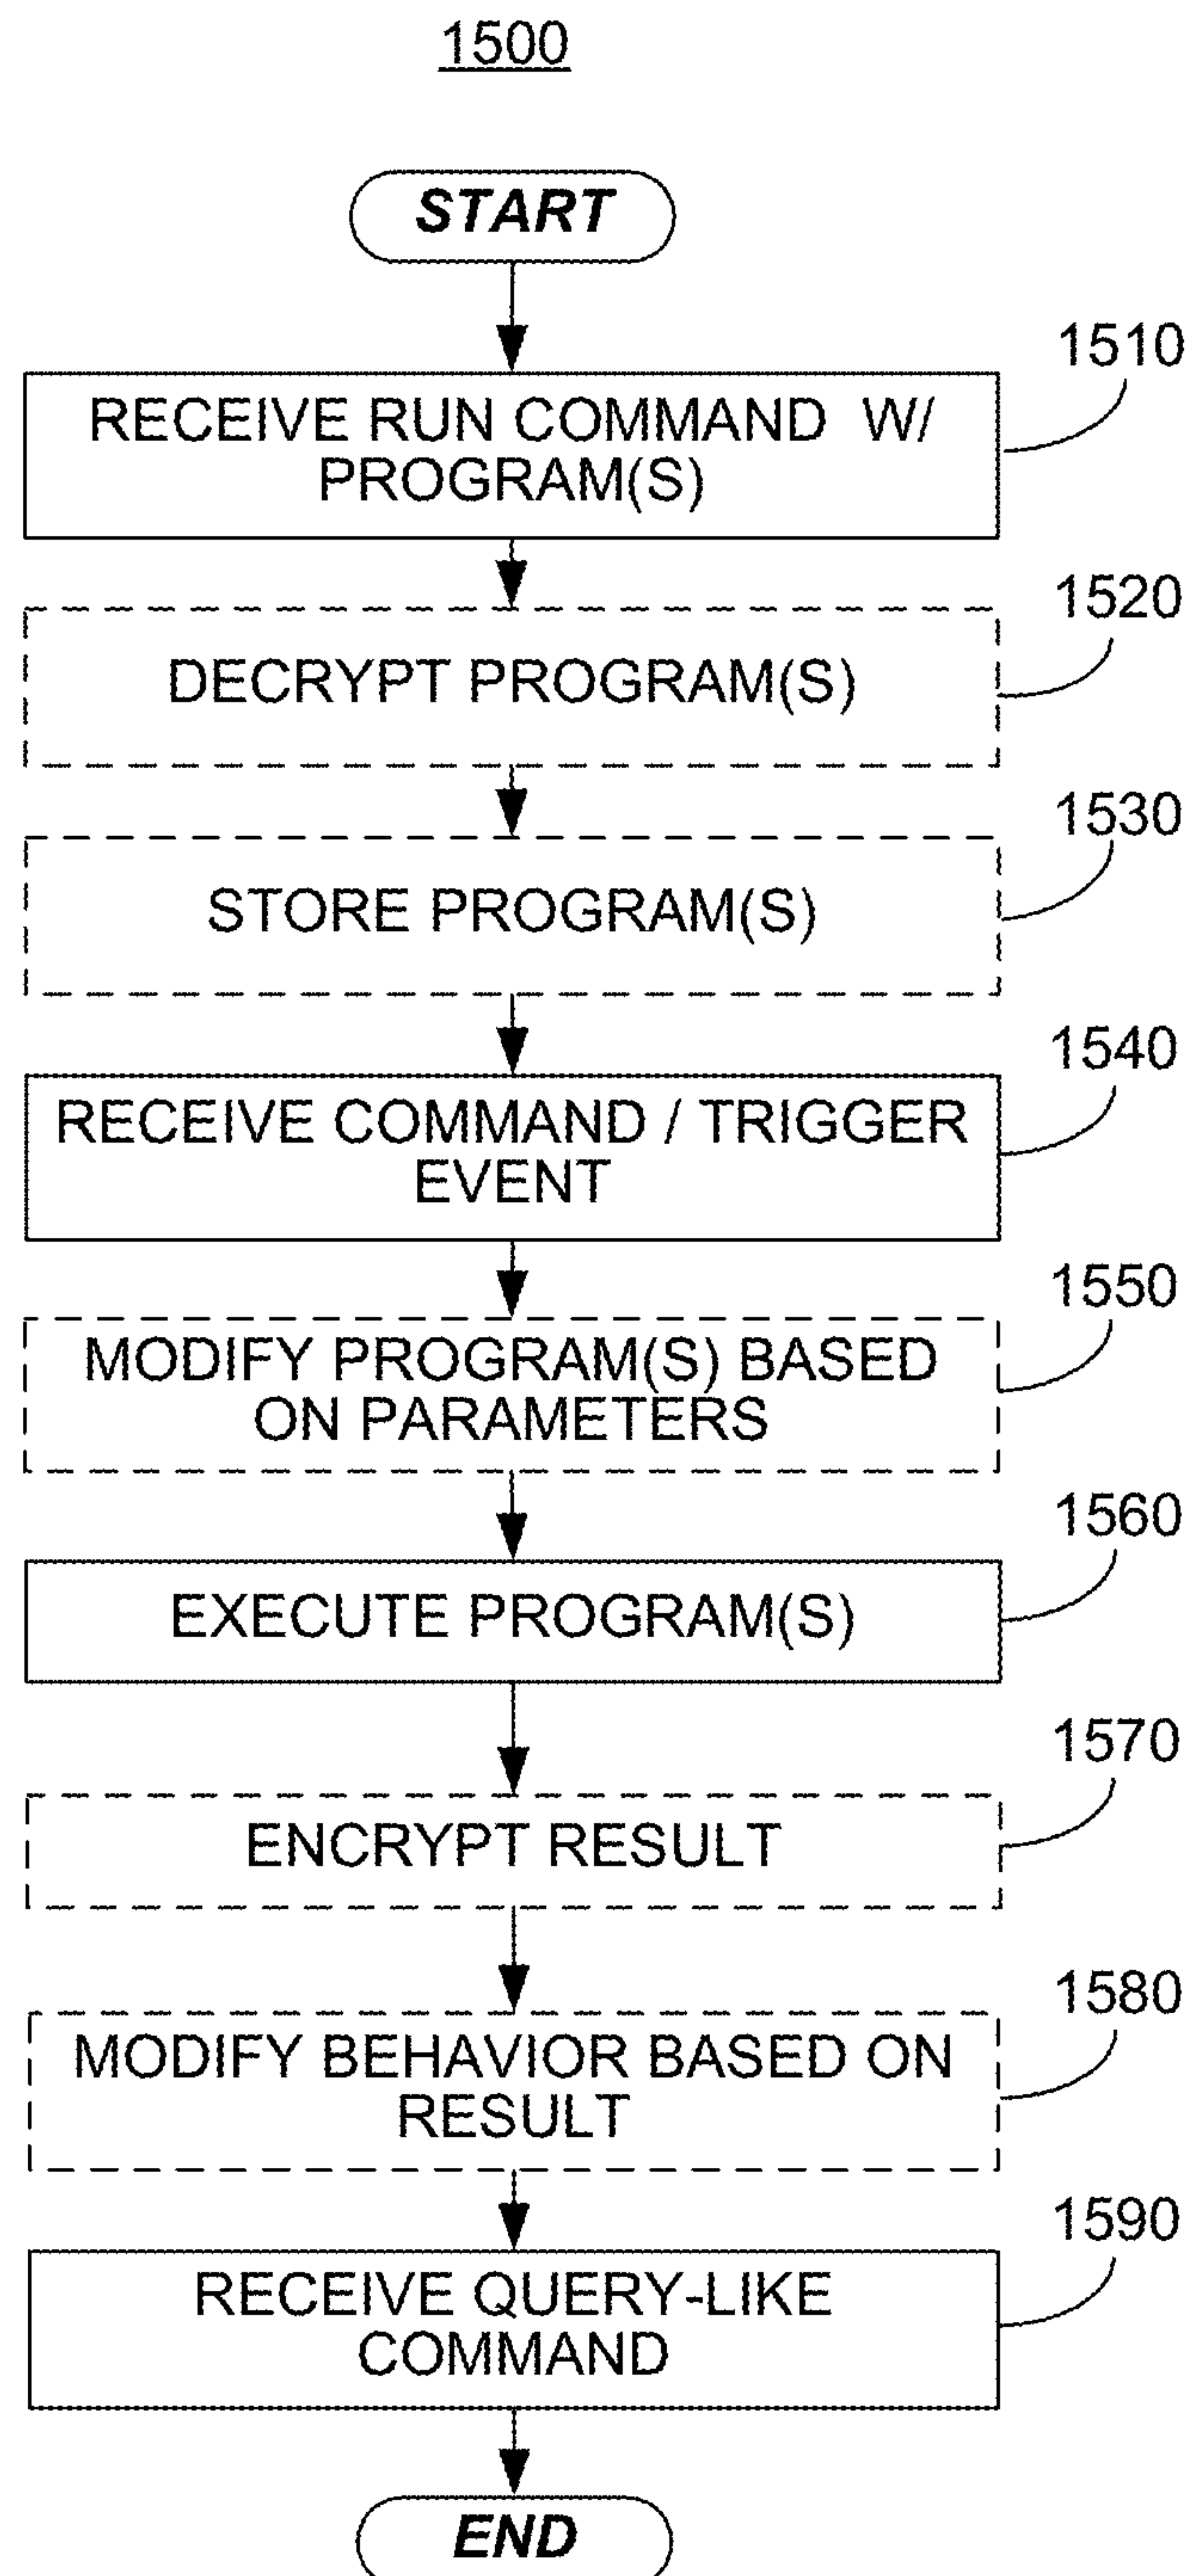 1500
START
1510
RECEIVE RUN COMMAND W/
PROGRAM(S)
1520
DECRYPT PROGRAM(S)
1530
STORE PROGRAM(S)
1540
RECEIVE COMMAND / TRIGGER
EVENT
1550
MODIFY PROGRAM(S) BASED
ON PARAMETERS
1560
EXECUTE PROGRAM(S)
1570
ENCRYPT RESULT
1580
MODIFY BEHAVIOR BASED ON
RESULT
1590
RECEIVE QUERY-LIKE
COMMAND
END